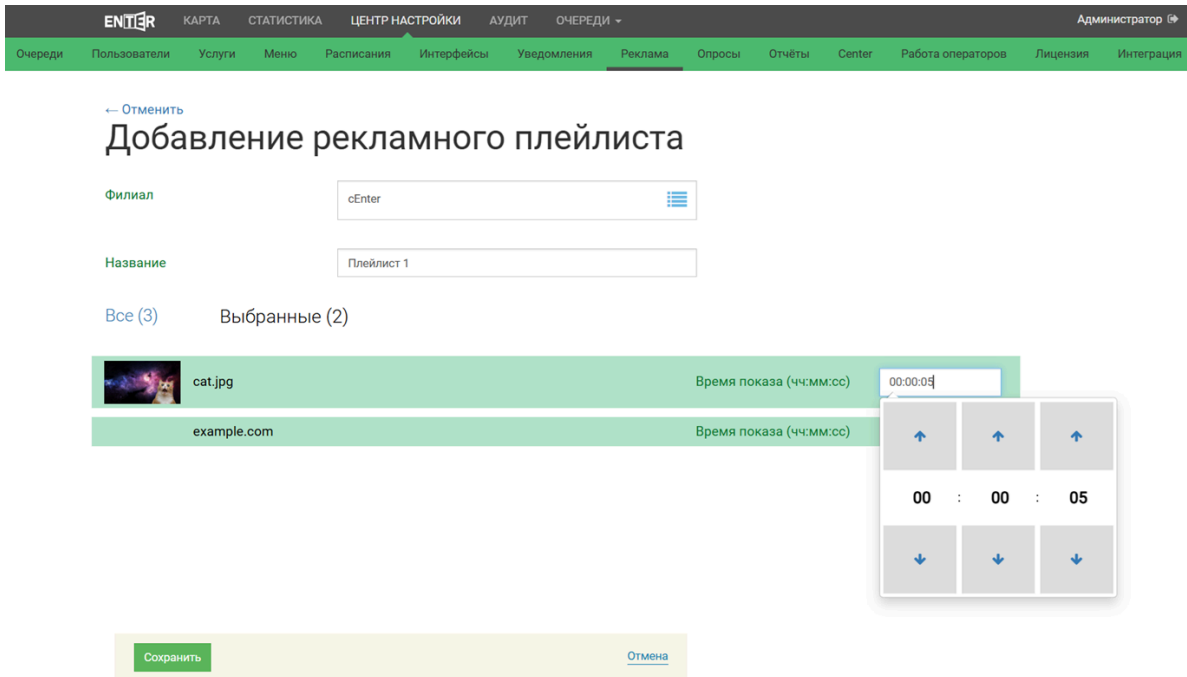 ENTER КАРТА СТАТИСТИКА ЦЕНТР НАСТРОЙКИ АУДИТ ОЧЕРЕДИ Администратор
Очереди Пользователи Услуги Меню Расписания Интерфейсы Уведомления Реклама Опросы Отчёты Center Работа операторов Лицензия Интеграция
← Отменить
Добавление рекламного плейлиста
Филиал cEnter
Название Плейлист 1
Все (3) Выбранные (2)
cat.jpg Время показа (чч:мм:сс) 00:00:05
example.com Время показа (чч:мм:сс)
00 : 00 : 05
Сохранить Отмена